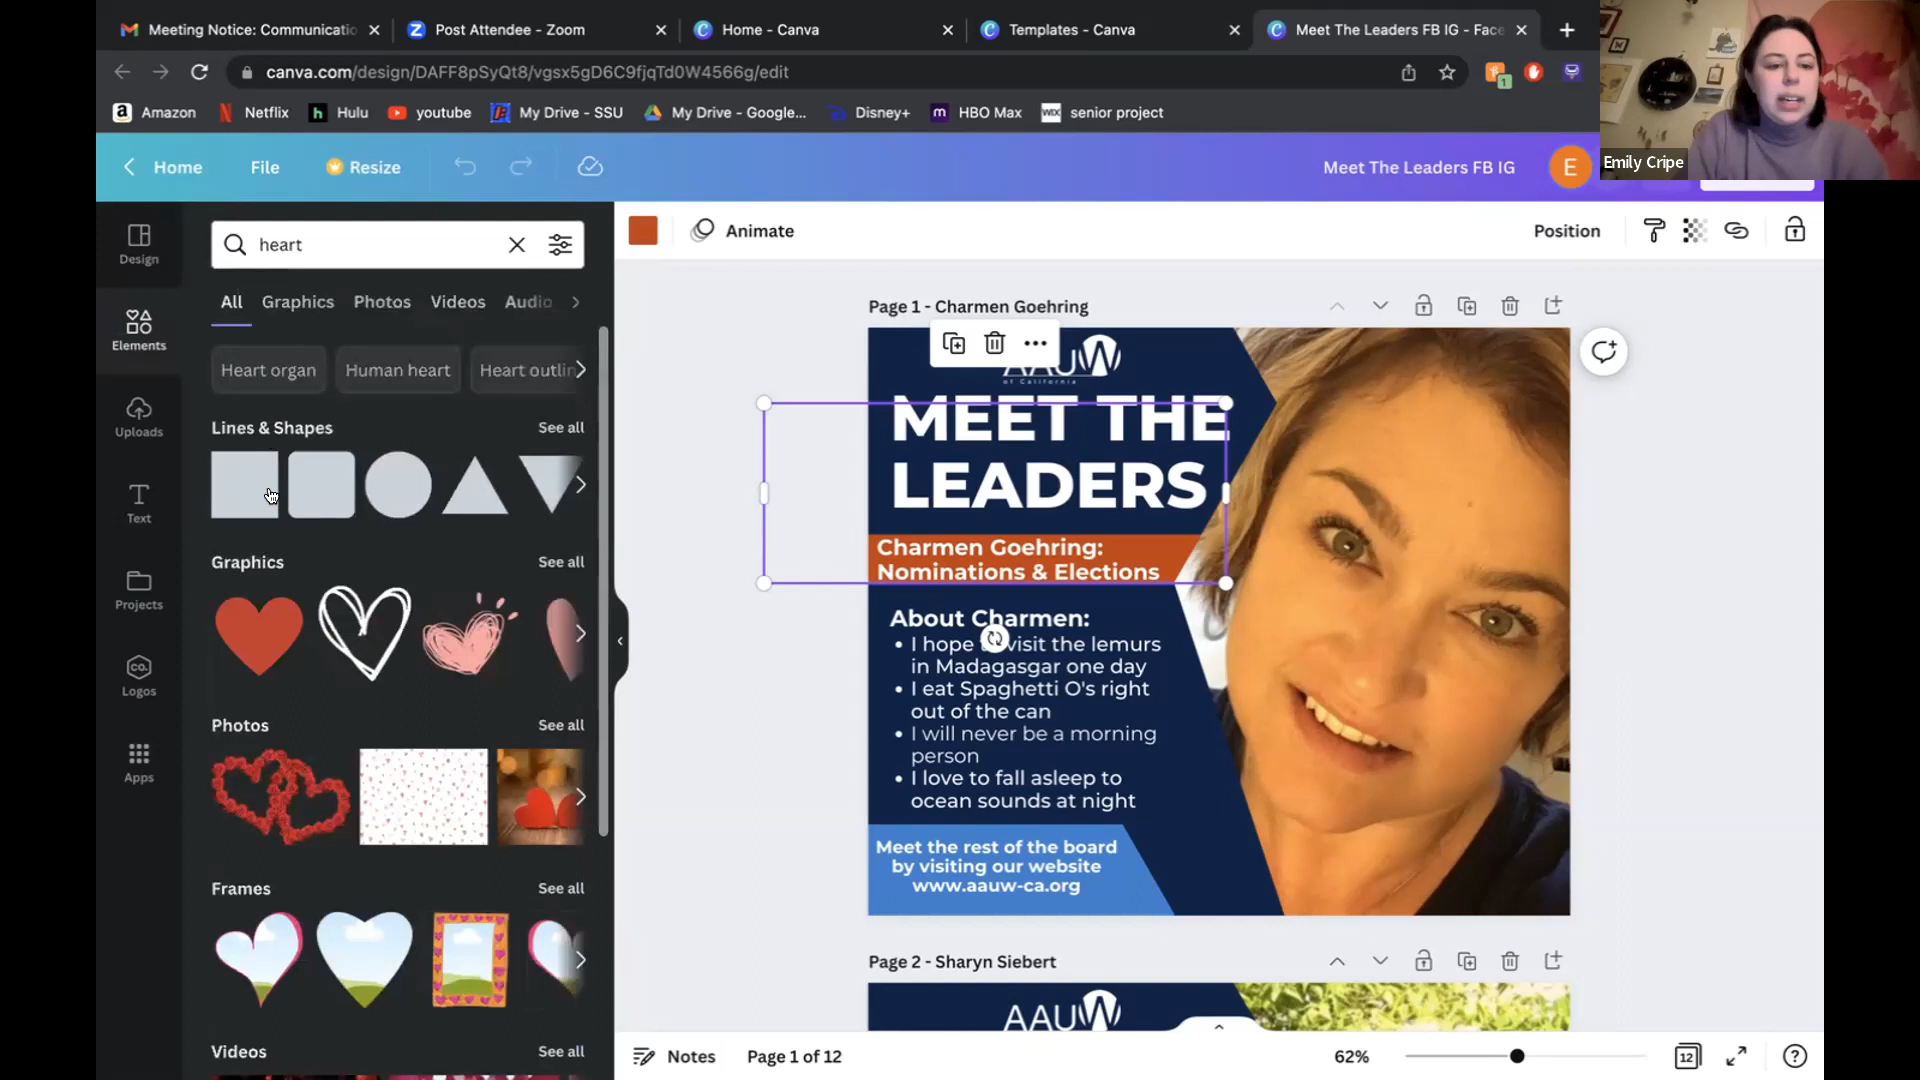 Meeting Notice: Communicatio
Post Attendee - Zoom
Home - Canva
Templates - Canva
Meet The Leaders FB IG - Face
canva.com/design/DAFF8pSyQt8/vgsx5gD6C9fjqTd0W4566g/edit
1
Amazon
Netflix
Hulu
youtube
My Drive - SSU
My Drive - Google...
Disney+
HBO Max
WIX
senior project
Emily Cripe
Home
File
Resize
Meet The Leaders FB IG
E
Design
Elements
Uploads
Text
Projects
CO.
Logos
Apps
heart
All
Graphics
Photos
Videos
Audio
Heart organ
Human heart
Heart outlin
Lines & Shapes
See all
Graphics
See all
Photos
See all
Frames
See all
Videos
See all
Animate
Position
Page 1 - Charmen Goehring
AAUW
of California
MEET THE
LEADERS
Charmen Goehring:
Nominations & Elections
About Charmen:
• I hope visit the lemurs
in Madagasgar one day
• I eat Spaghetti O's right
out of the can
• I will never be a morning
person
• I love to fall asleep to
ocean sounds at night
Meet the rest of the board
by visiting our website
www.aauw-ca.org
Page 2 - Sharyn Siebert
AAUW
Notes
Page 1 of 12
62%
12